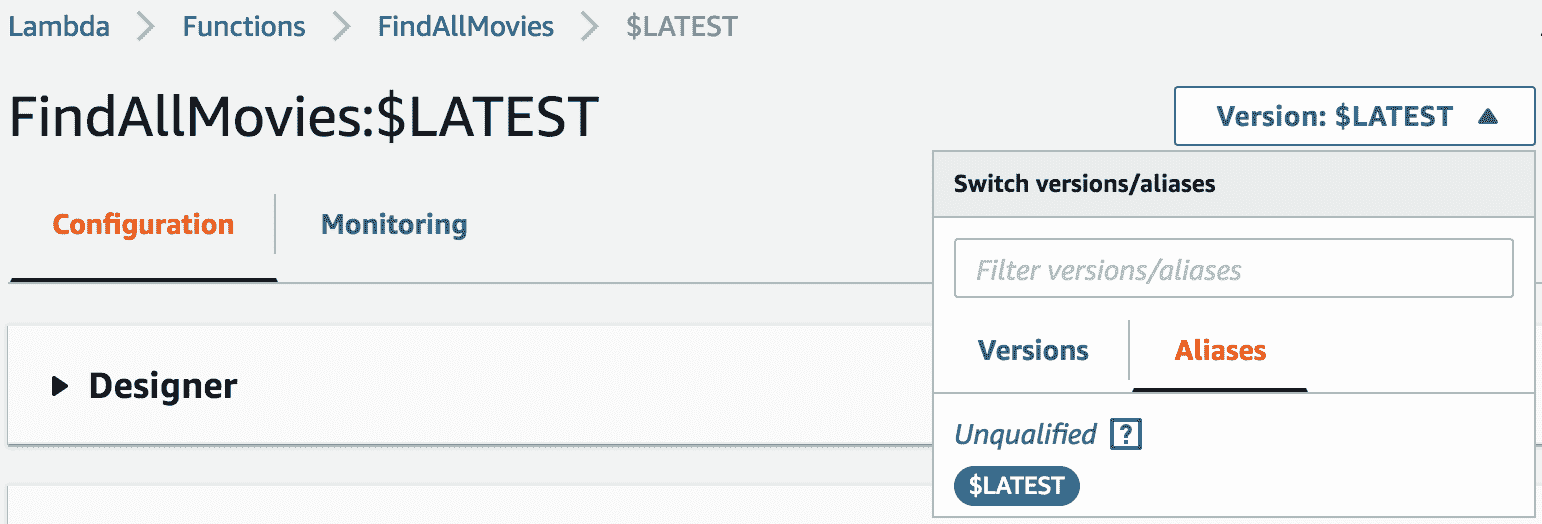 Lambda > Functions > FindAllMovies > $LATEST
FindAllMovies:$LATEST
Version: $LATEST
Switch versions/aliases
Configuration
Monitoring
Filter versions/aliases
Versions
Aliases
Designer
Unqualified [?]
$LATEST